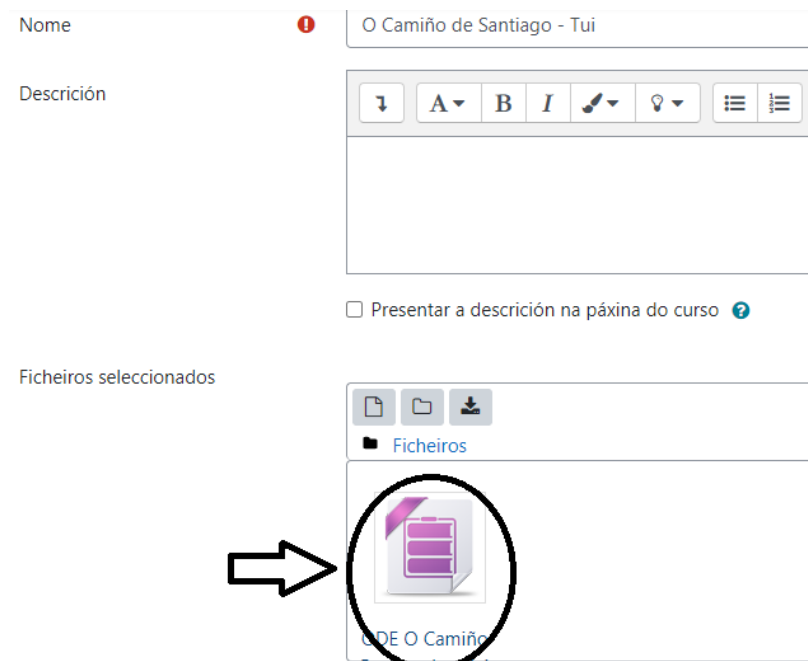 Nome
O Camiño de Santiago - Tui
Descrición
A B I
Presentar a descrición na páxina do curso
Ficheiros seleccionados
Ficheiros
ODE O Camiño